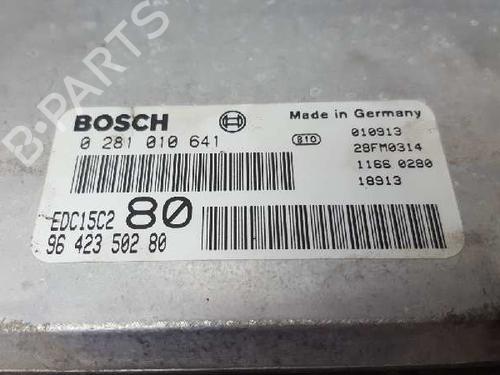 BOSCH
Made in Germany
0 281 010 641
810
010913
28FM0314
1166 0280
18913
EDC15C2 80
96 423 502 80
B-PARTS